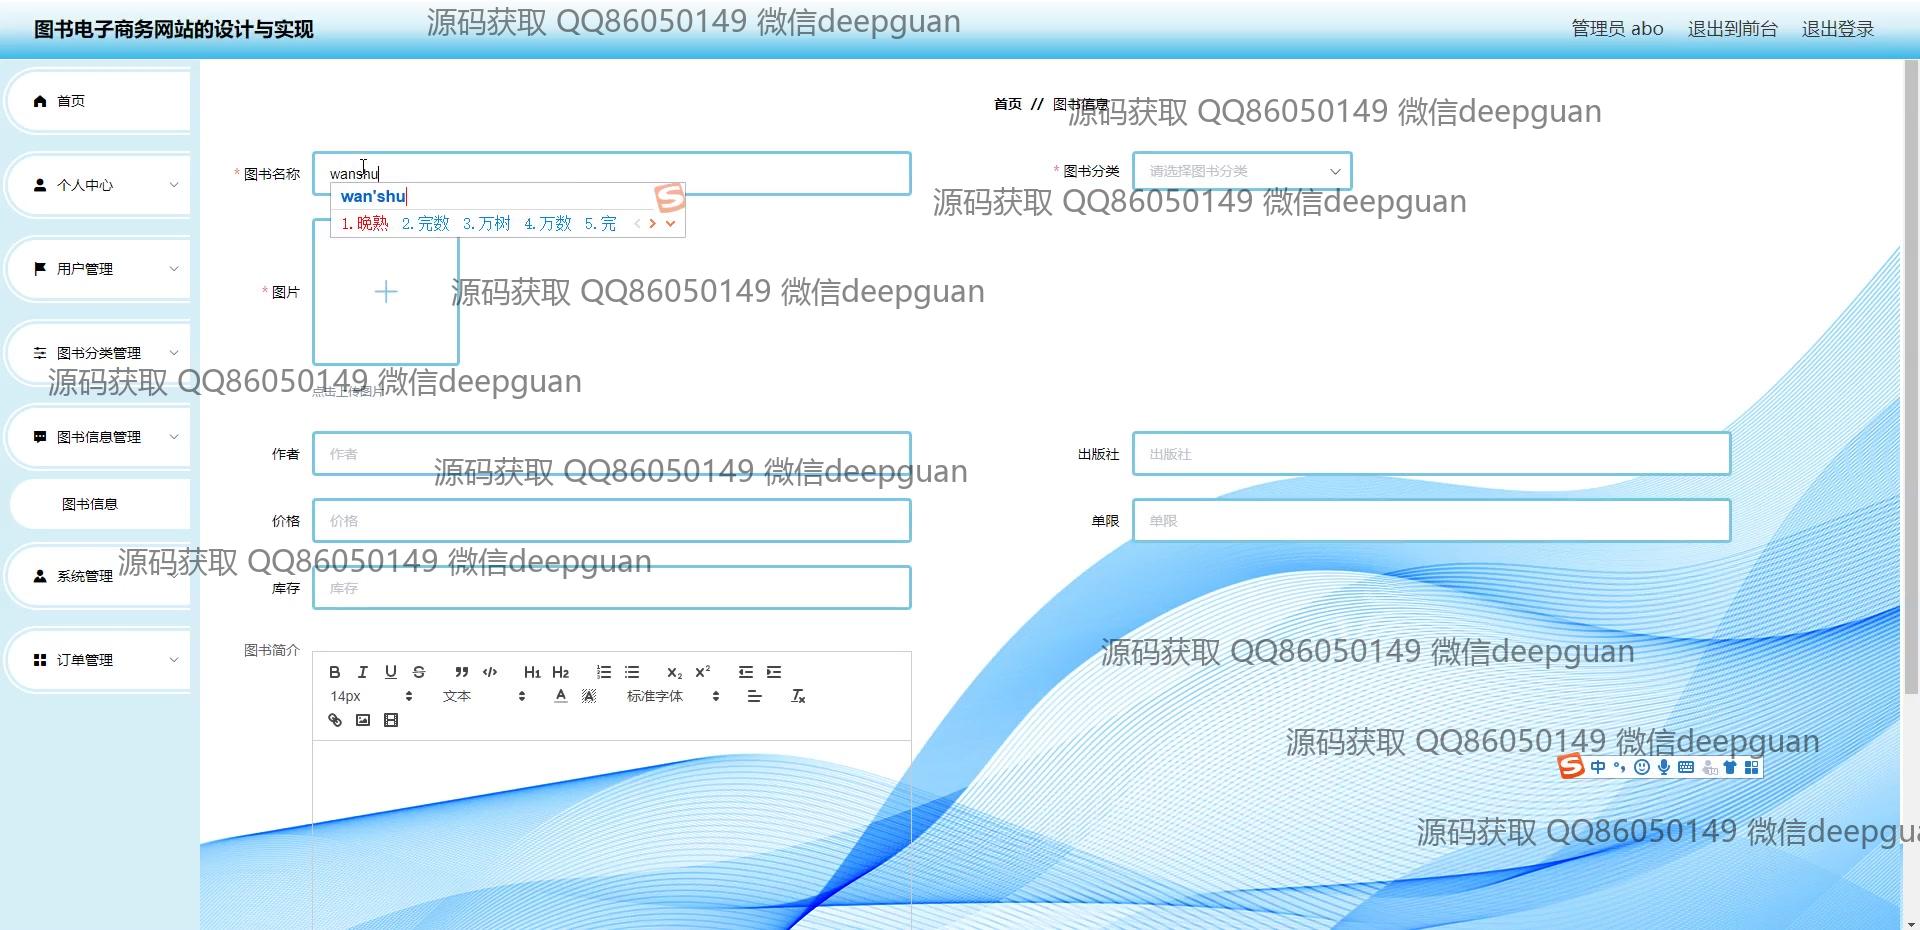 图书电子商务网站的设计与实现
源码获取 QQ86050149 微信deepguan
管理员 abo 退出到前台 退出登录
首页
首页 // 图书信息
源码获取 QQ86050149 微信deepguan
* 图书名称 wanshu
* 图书分类 请选择图书分类
个人中心
wan'shu
源码获取 QQ86050149 微信deepguan
1.晚熟 2.完数 3.万树 4.万数 5.完
用户管理
* 图片
源码获取 QQ86050149 微信deepguan
图书分类管理
源码获取 QQ86050149 微信deepguan
点击上传图片
图书信息管理
作者 作者
出版社 出版社
源码获取 QQ86050149 微信deepguan
图书信息
价格 价格
单限 单限
源码获取 QQ86050149 微信deepguan
系统管理
库存 库存
图书简介
源码获取 QQ86050149 微信deepguan
订单管理
B I U S H1 H2 X2 X2
14px 文本 A A 标准字体 Tx
源码获取 QQ86050149 微信deepguan
中
源码获取 QQ86050149 微信deepgua